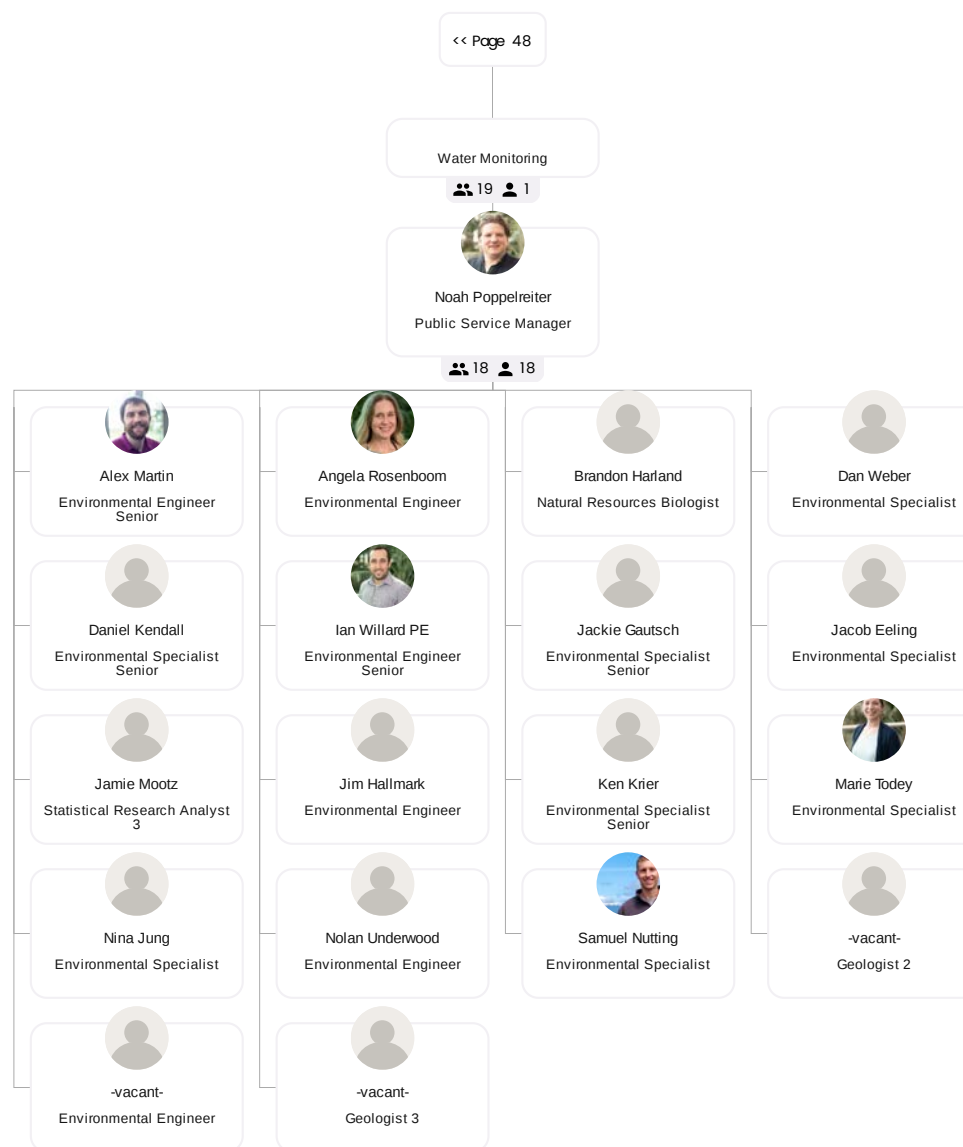 << Page 48
Water Monitoring
19 1
Noah Poppelreiter
Public Service Manager
18 18
Alex Martin
Environmental Engineer
Senior
Angela Rosenboom
Environmental Engineer
Brandon Harland
Natural Resources Biologist
Dan Weber
Environmental Specialist
Daniel Kendall
Environmental Specialist
Senior
Ian Willard PE
Environmental Engineer
Senior
Jackie Gautsch
Environmental Specialist
Senior
Jacob Eeling
Environmental Specialist
Jamie Mootz
Statistical Research Analyst
3
Jim Hallmark
Environmental Engineer
Ken Krier
Environmental Specialist
Senior
Marie Todey
Environmental Specialist
Nina Jung
Environmental Specialist
Nolan Underwood
Environmental Engineer
Samuel Nutting
Environmental Specialist
-vacant-
Geologist 2
-vacant-
Environmental Engineer
-vacant-
Geologist 3